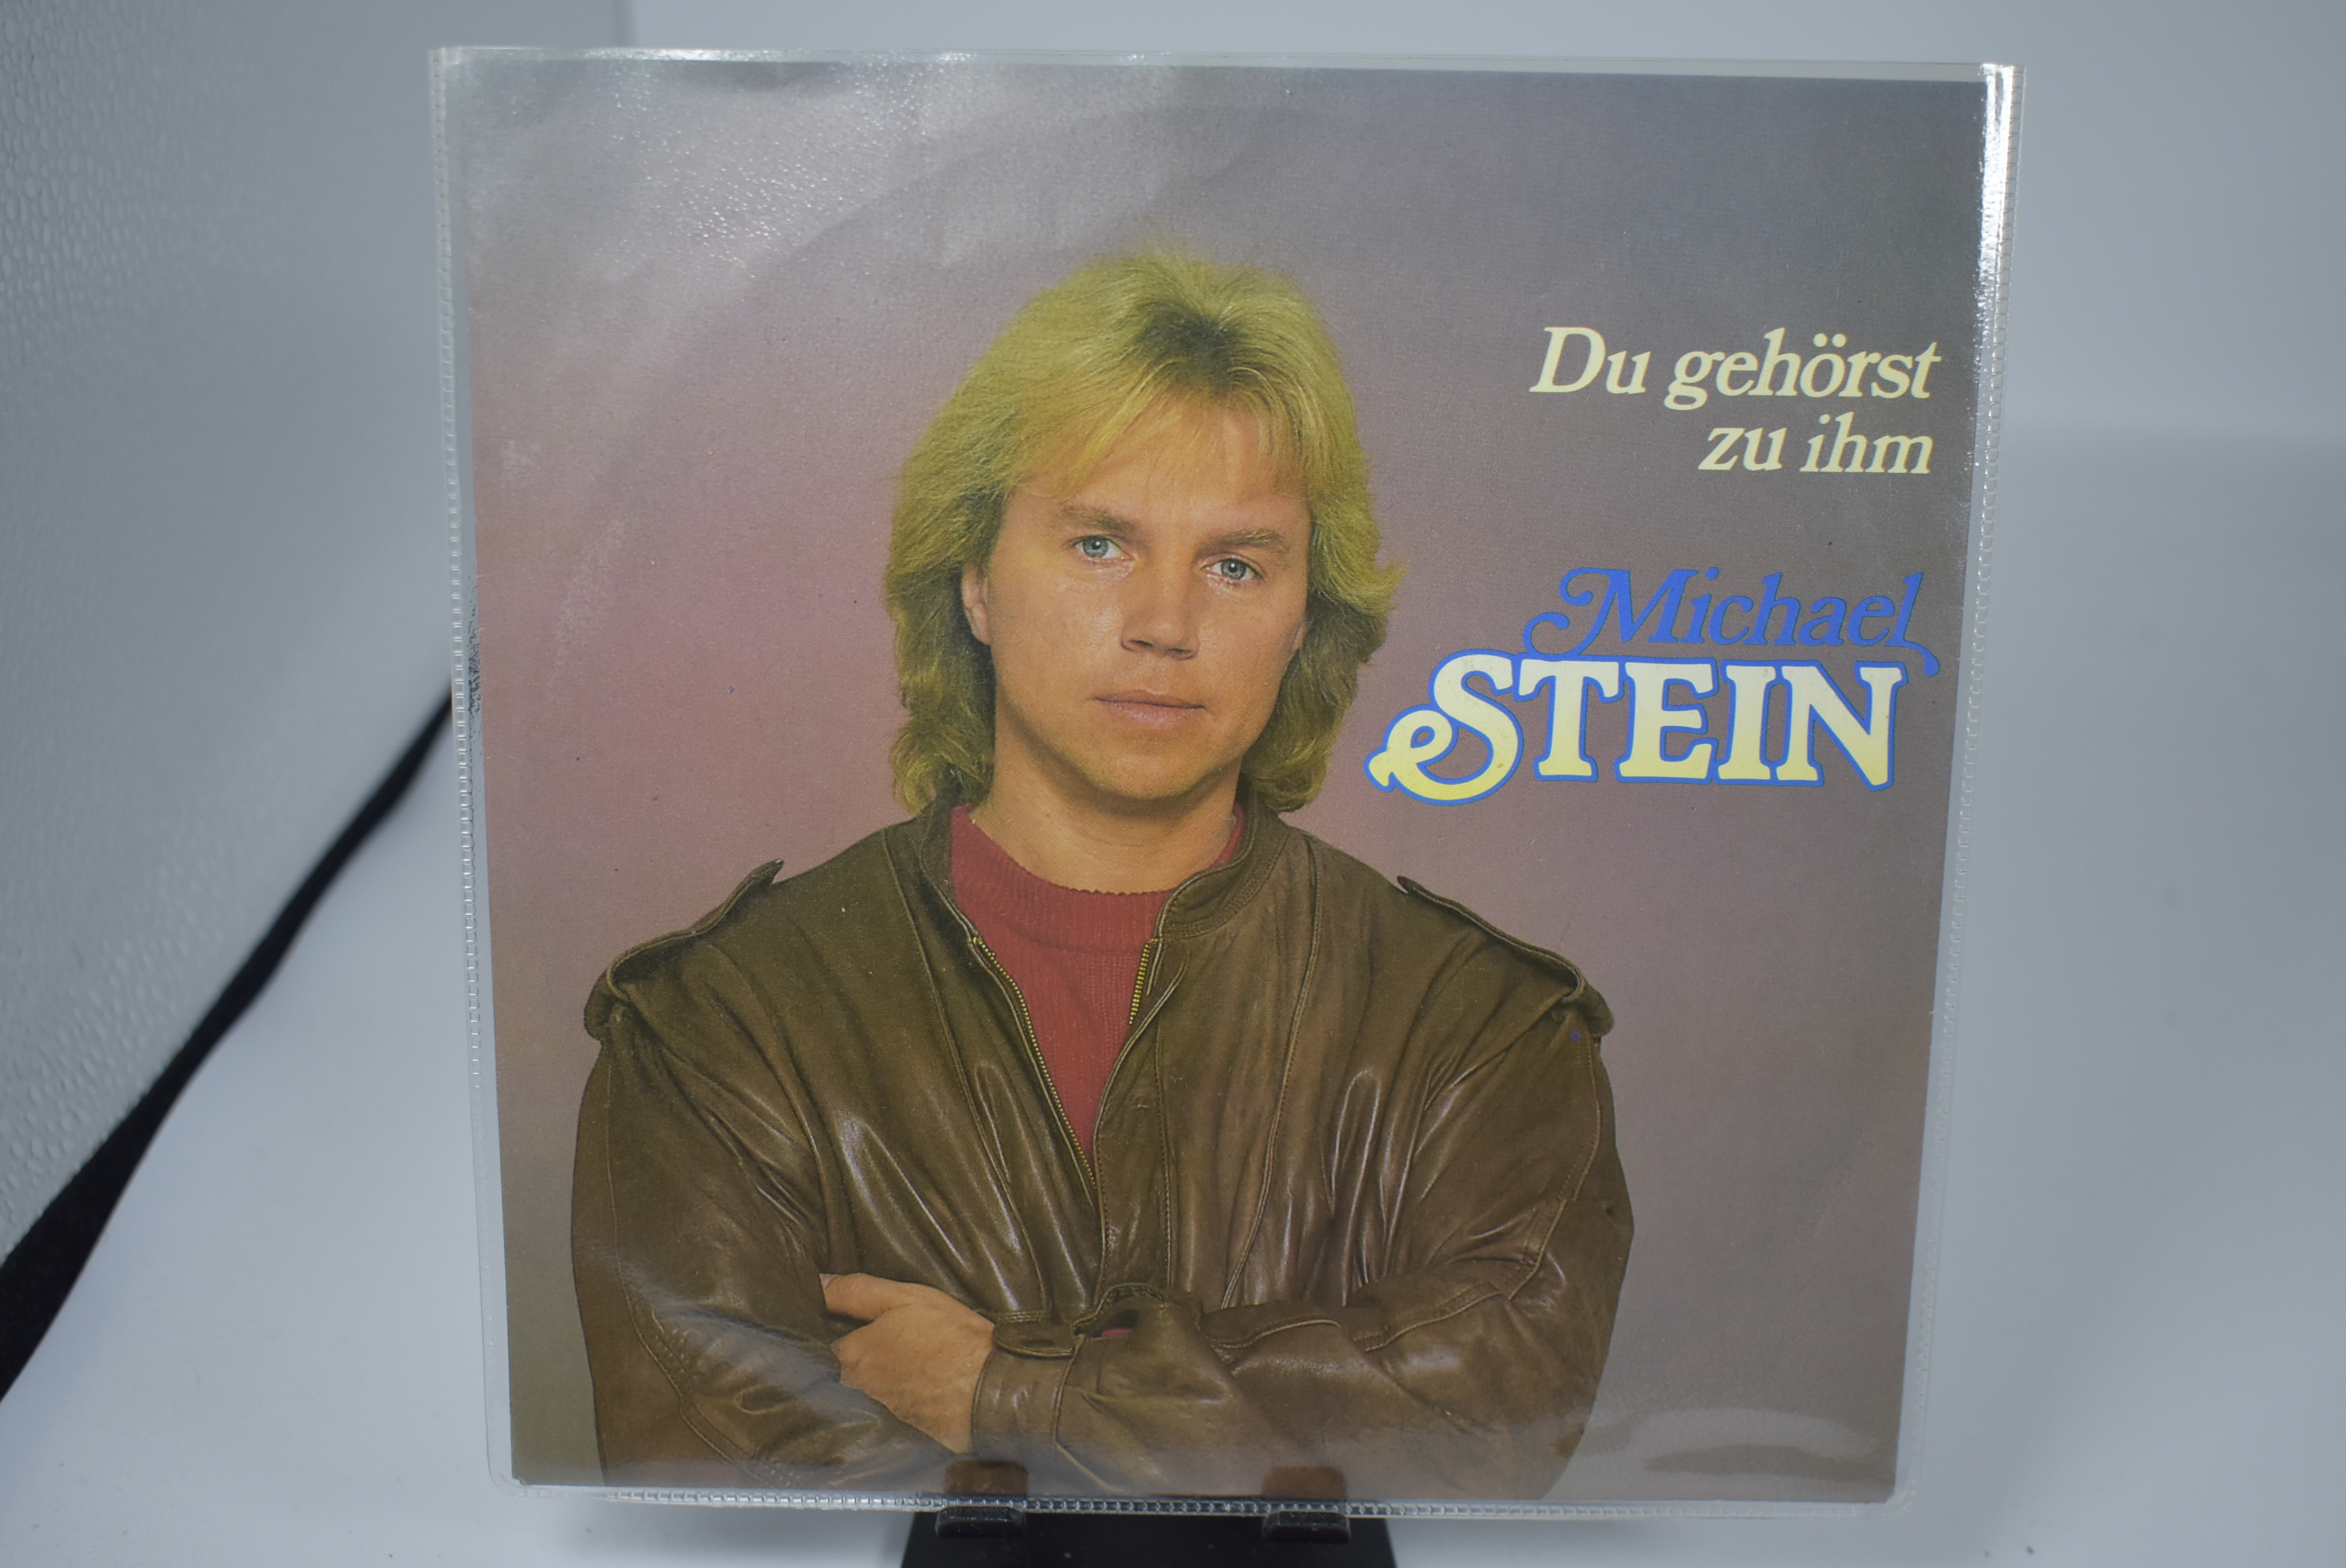 Du gehörst
zu ihm
Michael
STEIN